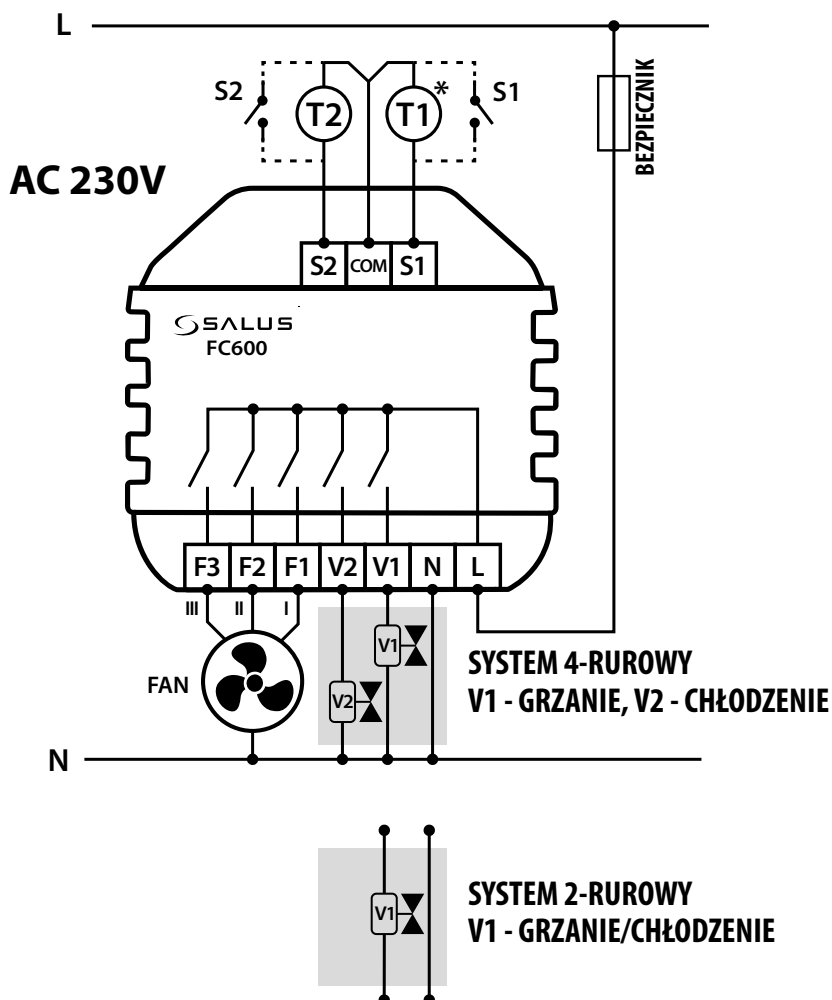 L
S2
T2
T1
*
S1
BEZPIECZNIK
AC 230V
S2 COM S1
SALUS
FC600
F3 F2 F1 V2 V1 N L
III II I
V1
FAN
V2
SYSTEM 4-RUROWY
V1 - GRZANIE, V2 - CHŁODZENIE
N
V1
SYSTEM 2-RUROWY
V1 - GRZANIE/CHŁODZENIE